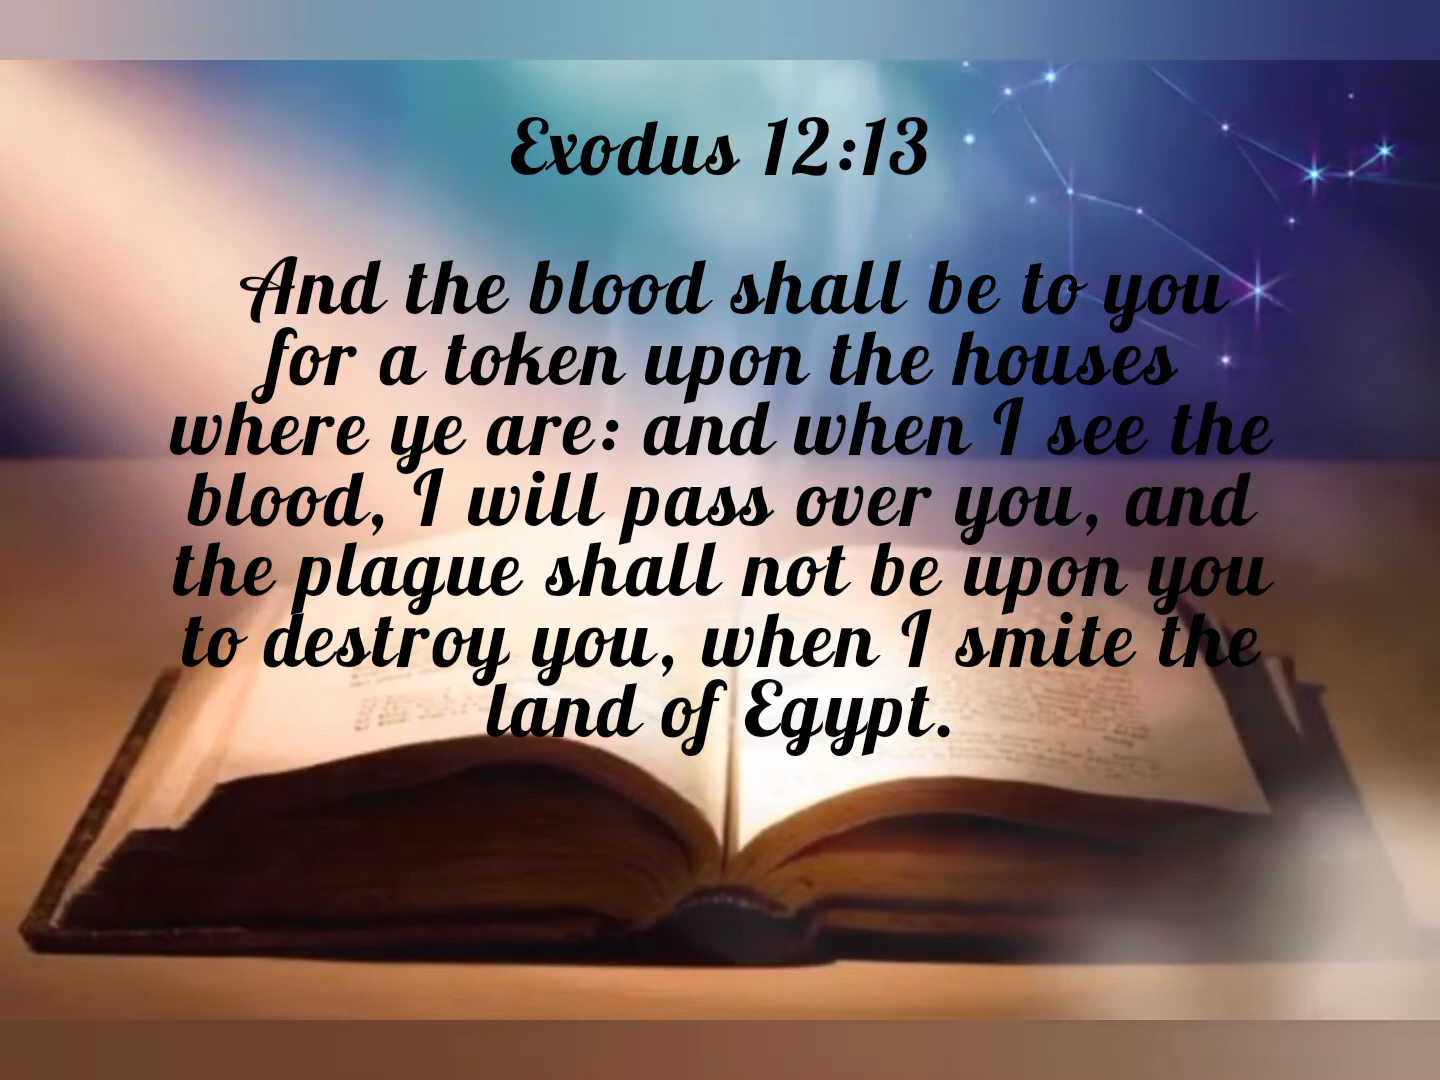 Exodus 12:13
And the blood shall be to you
for a token upon the houses
where ye are: and when I see the
blood, I will pass over you, and
the plague shall not be upon you
to destroy you, when I smite the
land of Egypt.